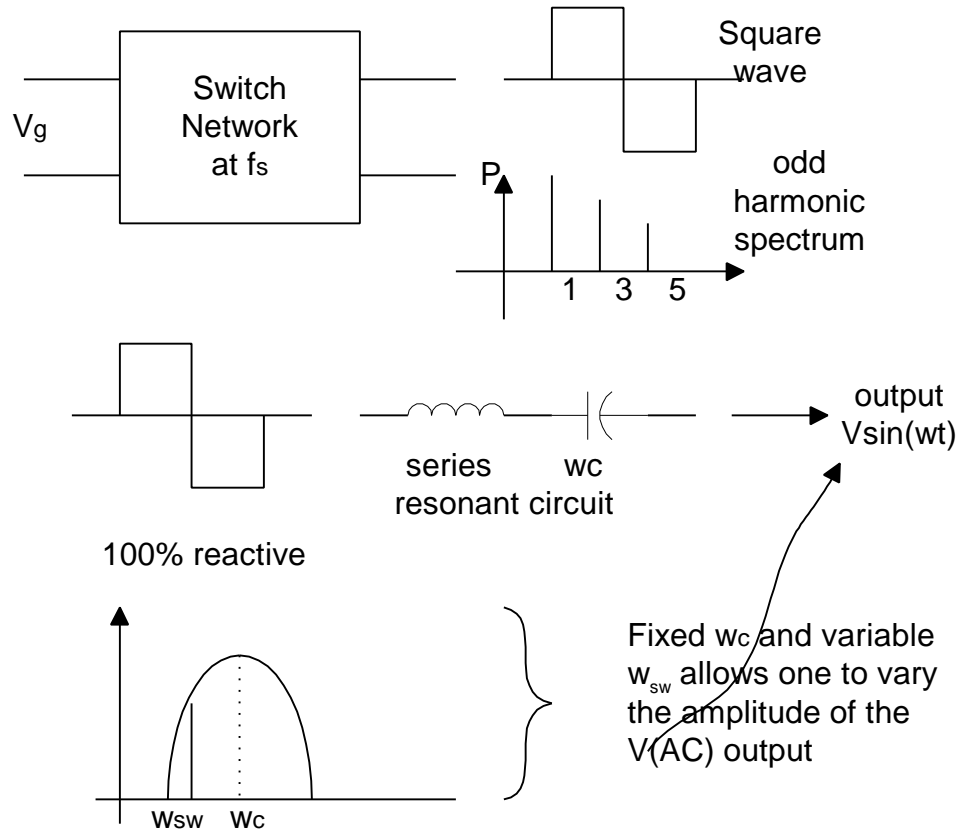 Square
wave
Switch
Network
at fs
Vg
P
odd
harmonic
spectrum
1 3 5
output
Vsin(wt)
series wc
resonant circuit
100% reactive
Fixed wc and variable
wsw allows one to vary
the amplitude of the
V(AC) output
wsw wc